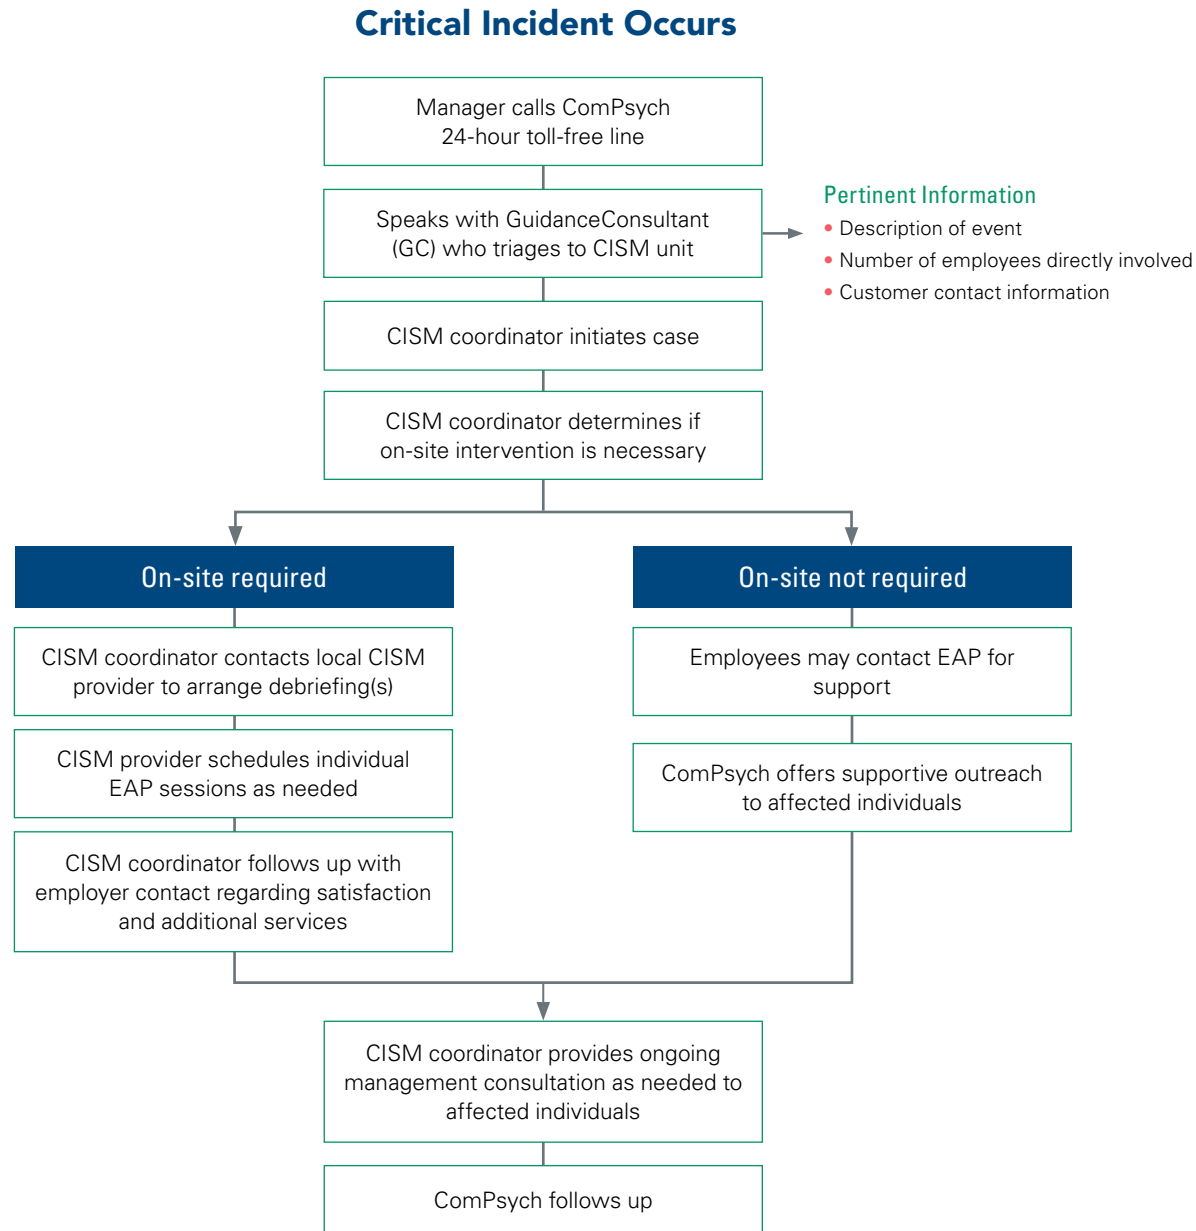 Critical Incident Occurs
Manager calls ComPsych
24-hour toll-free line
Speaks with GuidanceConsultant
(GC) who triages to CISM unit
Pertinent Information
• Description of event
• Number of employees directly involved
• Customer contact information
CISM coordinator initiates case
CISM coordinator determines if
on-site intervention is necessary
On-site required
CISM coordinator contacts local CISM
provider to arrange debriefing(s)
CISM provider schedules individual
EAP sessions as needed
CISM coordinator follows up with
employer contact regarding satisfaction
and additional services
On-site not required
Employees may contact EAP for
support
ComPsych offers supportive outreach
to affected individuals
CISM coordinator provides ongoing
management consultation as needed to
affected individuals
ComPsych follows up